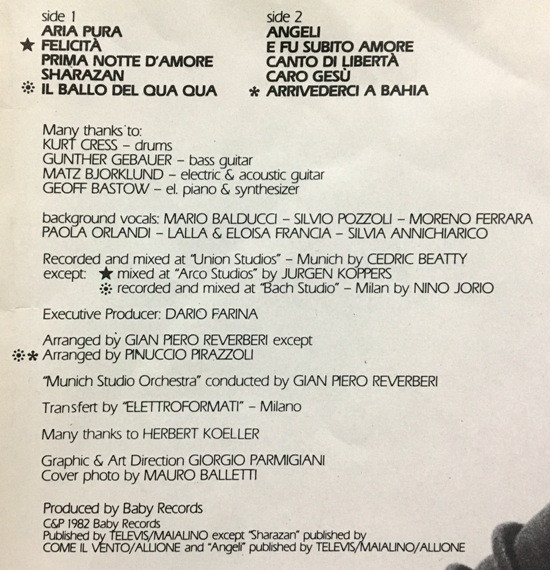 side 1
ARIA PURA
★ FELICITÀ
PRIMA NOTTE D'AMORE
SHARAZAN
☼ IL BALLO DEL QUA QUA
side 2
ANGELI
E FU SUBITO AMORE
CANTO DI LIBERTÀ
CARO GESÙ
* ARRIVEDERCI A BAHIA
Many thanks to:
KURT CRESS – drums
GUNTHER GEBAUER – bass guitar
MATZ BJORKLUND – electric & acoustic guitar
GEOFF BASTOW – el. piano & synthesizer
background vocals: MARIO BALDUCCI – SILVIO POZZOLI – MORENO FERRARA
PAOLA ORLANDI – LALLA & ELOISA FRANCIA – SILVIA ANNICHIARICO
Recorded and mixed at "Union Studios" – Munich by CEDRIC BEATTY
except: ★ mixed at "Arco Studios" by JURGEN KOPPERS
☼ recorded and mixed at "Bach Studio" – Milan by NINO JORIO
Executive Producer: DARIO FARINA
Arranged by GIAN PIERO REVERBERI except
☼* Arranged by PINUCCIO PIRAZZOLI
"Munich Studio Orchestra" conducted by GIAN PIERO REVERBERI
Transfert by "ELETTROFORMATI" – Milano
Many thanks to HERBERT KOELLER
Graphic & Art Direction GIORGIO PARMIGIANI
Cover photo by MAURO BALLETTI
Produced by Baby Records
C&P 1982 Baby Records
Published by TELEVIS/MAIALINO except "Sharazan" published by
COME IL VENTO/ALLIONE and "Angeli" published by TELEVIS/MAIALINO/ALLIONE